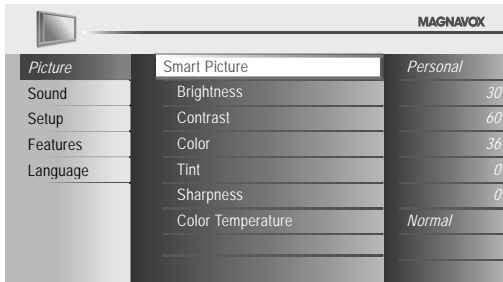 MAGNAVOX
Picture Smart Picture Personal
Sound Brightness 30
Setup Contrast 60
Features Color 36
Language Tint 0
Sharpness 0
Color Temperature Normal